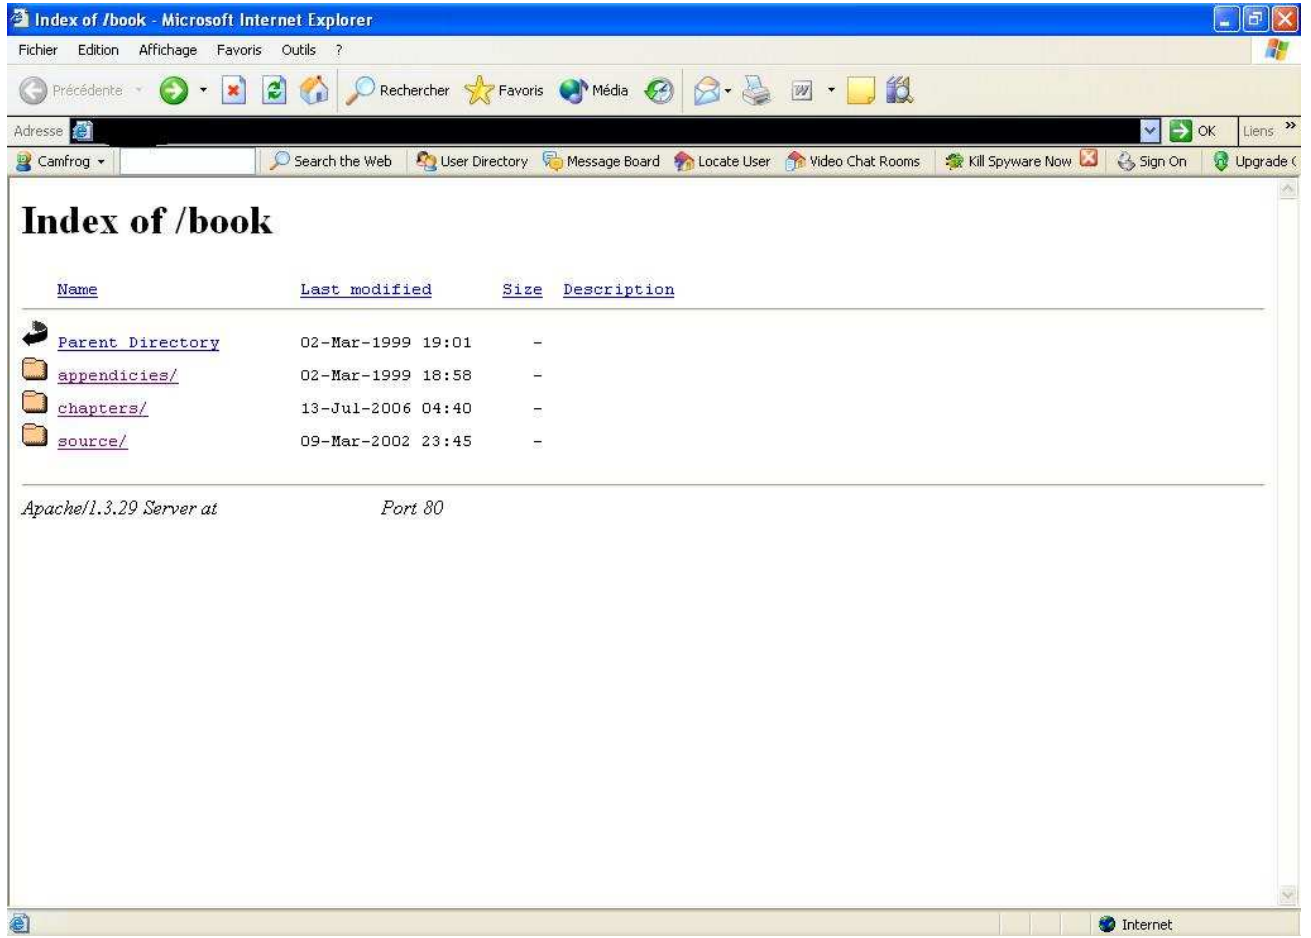 Index of /book - Microsoft Internet Explorer
Fichier Edition Affichage Favoris Outils ?
Précédente Rechercher Favoris Média
Adresse OK Liens »
Camfrog Search the Web User Directory Message Board Locate User Video Chat Rooms Kill Spyware Now Sign On Upgrade (
Index of /book
Name Last modified Size Description
Parent Directory 02-Mar-1999 19:01 -
appendicies/ 02-Mar-1999 18:58 -
chapters/ 13-Jul-2006 04:40 -
source/ 09-Mar-2002 23:45 -
Apache/1.3.29 Server at Port 80
Internet